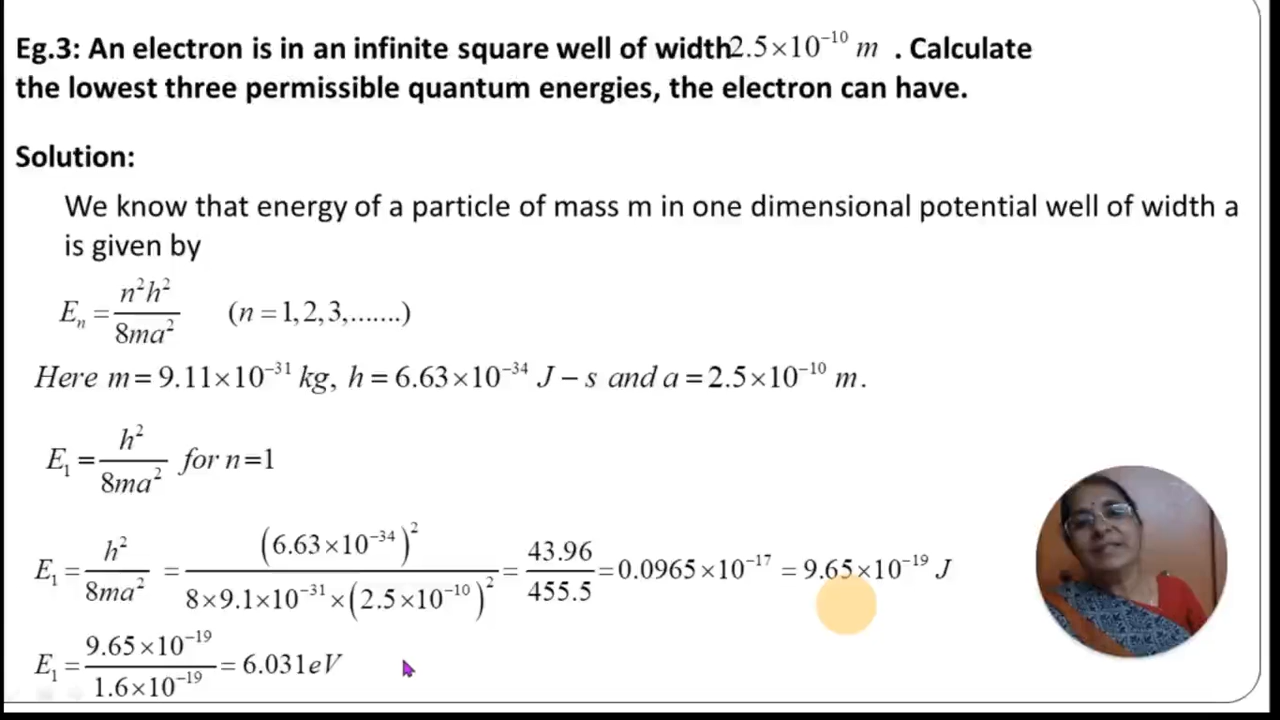 Eg.3: An electron is in an infinite square well of width 2.5×10⁻¹⁰ m . Calculate
the lowest three permissible quantum energies, the electron can have.
Solution:
We know that energy of a particle of mass m in one dimensional potential well of width a
is given by
Eₙ = n²h² / 8ma² (n = 1, 2, 3,.......)
Here m = 9.11×10⁻³¹ kg, h = 6.63×10⁻³⁴ J – s and a = 2.5×10⁻¹⁰ m.
E₁ = h² / 8ma² for n=1
E₁ = h² / 8ma² = (6.63×10⁻³⁴)² / 8×9.1×10⁻³¹×(2.5×10⁻¹⁰)² = 43.96 / 455.5 = 0.0965×10⁻¹⁷ = 9.65×10⁻¹⁹ J
E₁ = 9.65×10⁻¹⁹ / 1.6×10⁻¹⁹ = 6.031eV